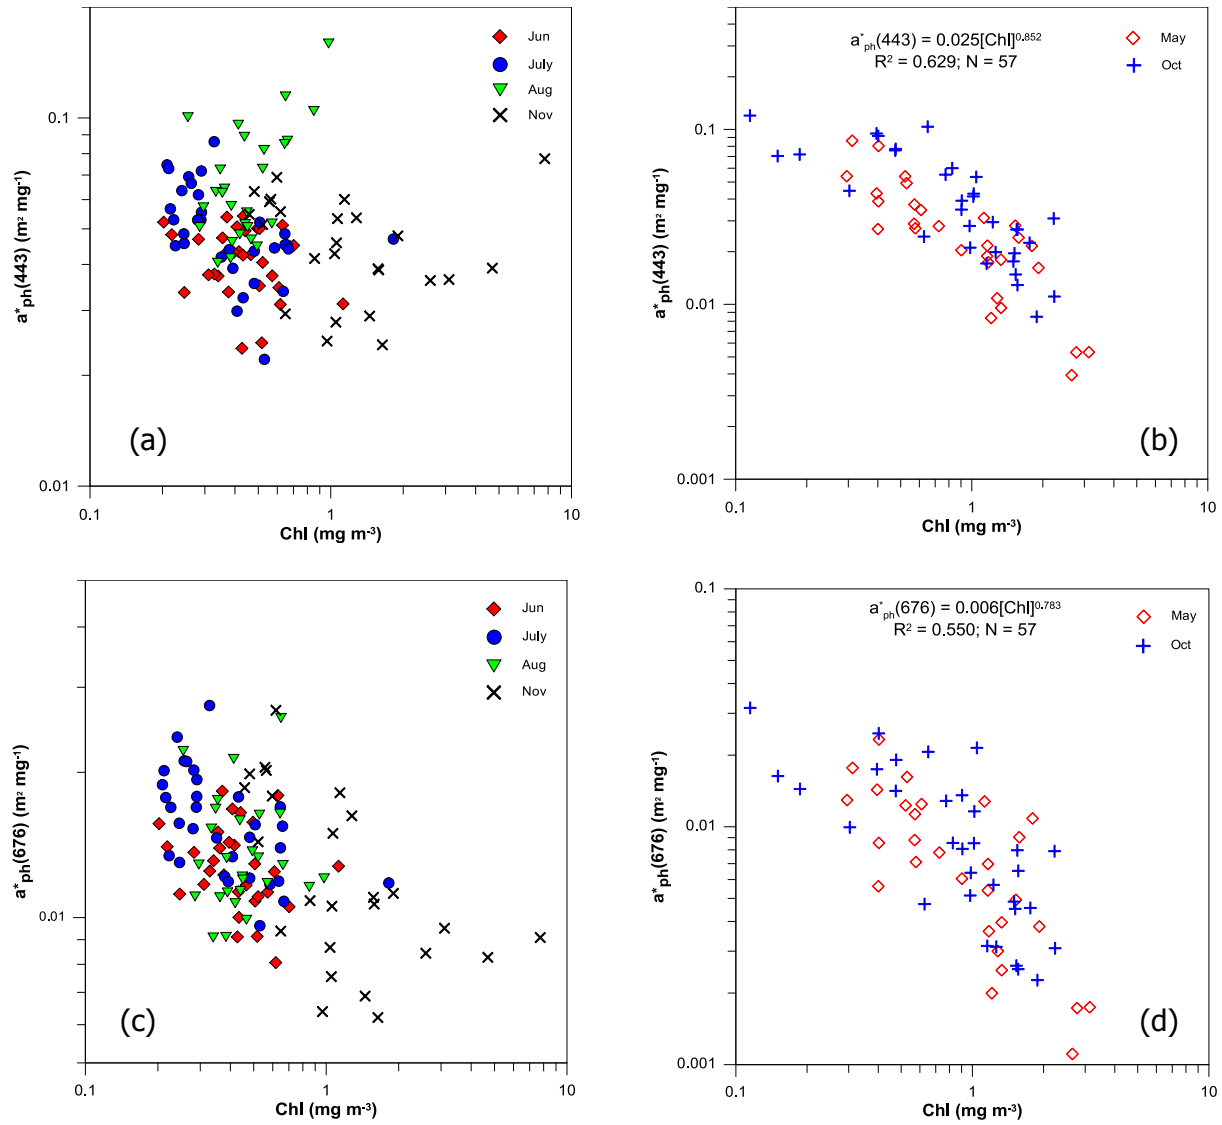 Jun
July
Aug
Nov
0.1
0.01
a*ph(443) (m² mg⁻¹)
(a)
0.1
1
10
Chl (mg m⁻³)
a*ph(443) = 0.025[Chl]0.852
R² = 0.629; N = 57
May
Oct
0.1
0.01
0.001
a*ph(443) (m² mg⁻¹)
(b)
0.1
1
10
Chl (mg m⁻³)
Jun
July
Aug
Nov
0.01
a*ph(676) (m² mg⁻¹)
(c)
0.1
1
10
Chl (mg m⁻³)
a*ph(676) = 0.006[Chl]0.783
R² = 0.550; N = 57
May
Oct
0.1
0.01
0.001
a*ph(676) (m² mg⁻¹)
(d)
0.1
1
10
Chl (mg m⁻³)